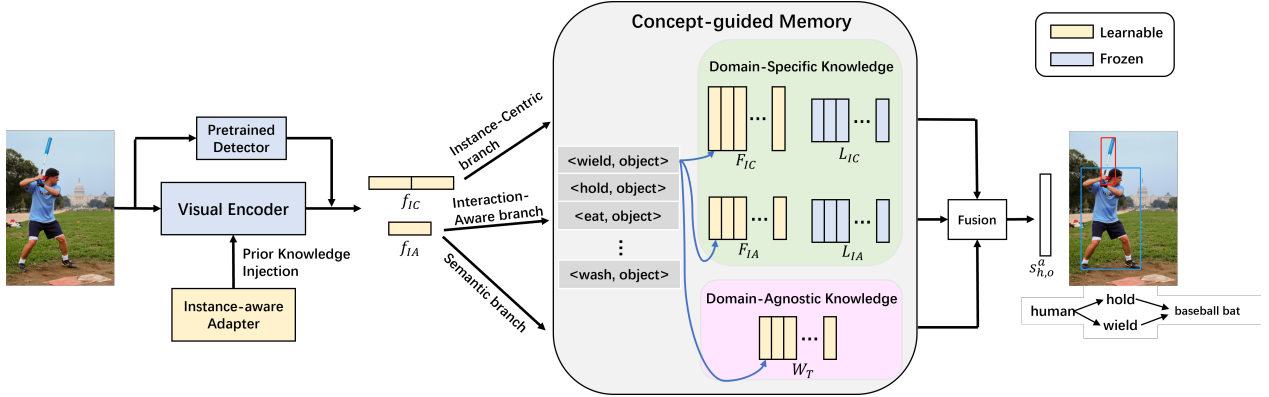 Concept-guided Memory
Learnable
Frozen
Pretrained
Detector
Visual Encoder
Prior Knowledge
Injection
Instance-aware
Adapter
f_IC
f_IA
Instance-Centric
branch
Interaction-
Aware branch
Semantic branch
<wield, object>
<hold, object>
<eat, object>
⋮
<wash, object>
Domain-Specific Knowledge
...
F_IC
...
L_IC
...
F_IA
...
L_IA
Domain-Agnostic Knowledge
...
W_T
Fusion
s^a_h,o
human
hold
wield
baseball bat